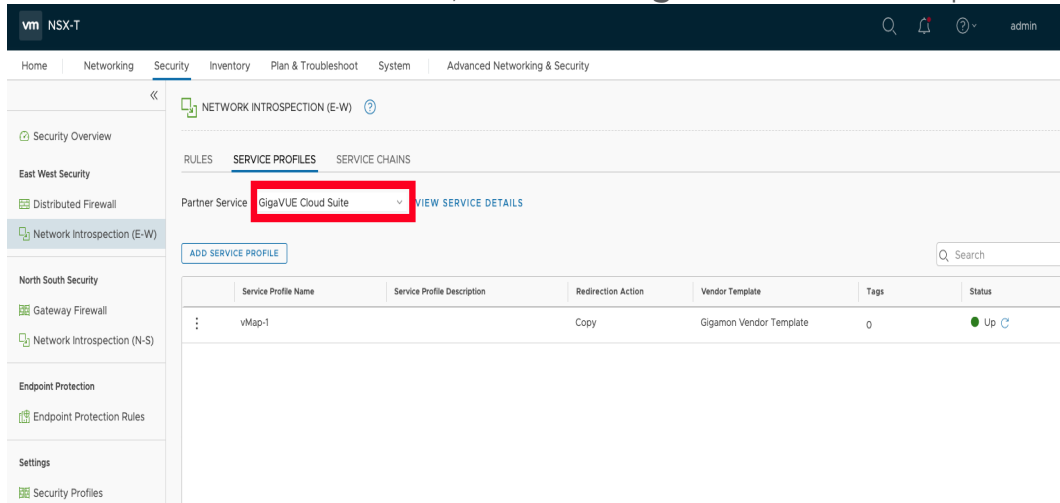 vm NSX-T admin
Home Networking Security Inventory Plan & Troubleshoot System Advanced Networking & Security
NETWORK INTROSPECTION (E-W)
Security Overview
RULES SERVICE PROFILES SERVICE CHAINS
East West Security
Partner Service GigaVUE Cloud Suite VIEW SERVICE DETAILS
Distributed Firewall
Network Introspection (E-W)
ADD SERVICE PROFILE Search
North South Security
Service Profile Name Service Profile Description Redirection Action Vendor Template Tags Status
Gateway Firewall
vMap-1 Copy Gigamon Vendor Template 0 Up
Network Introspection (N-S)
Endpoint Protection
Endpoint Protection Rules
Settings
Security Profiles